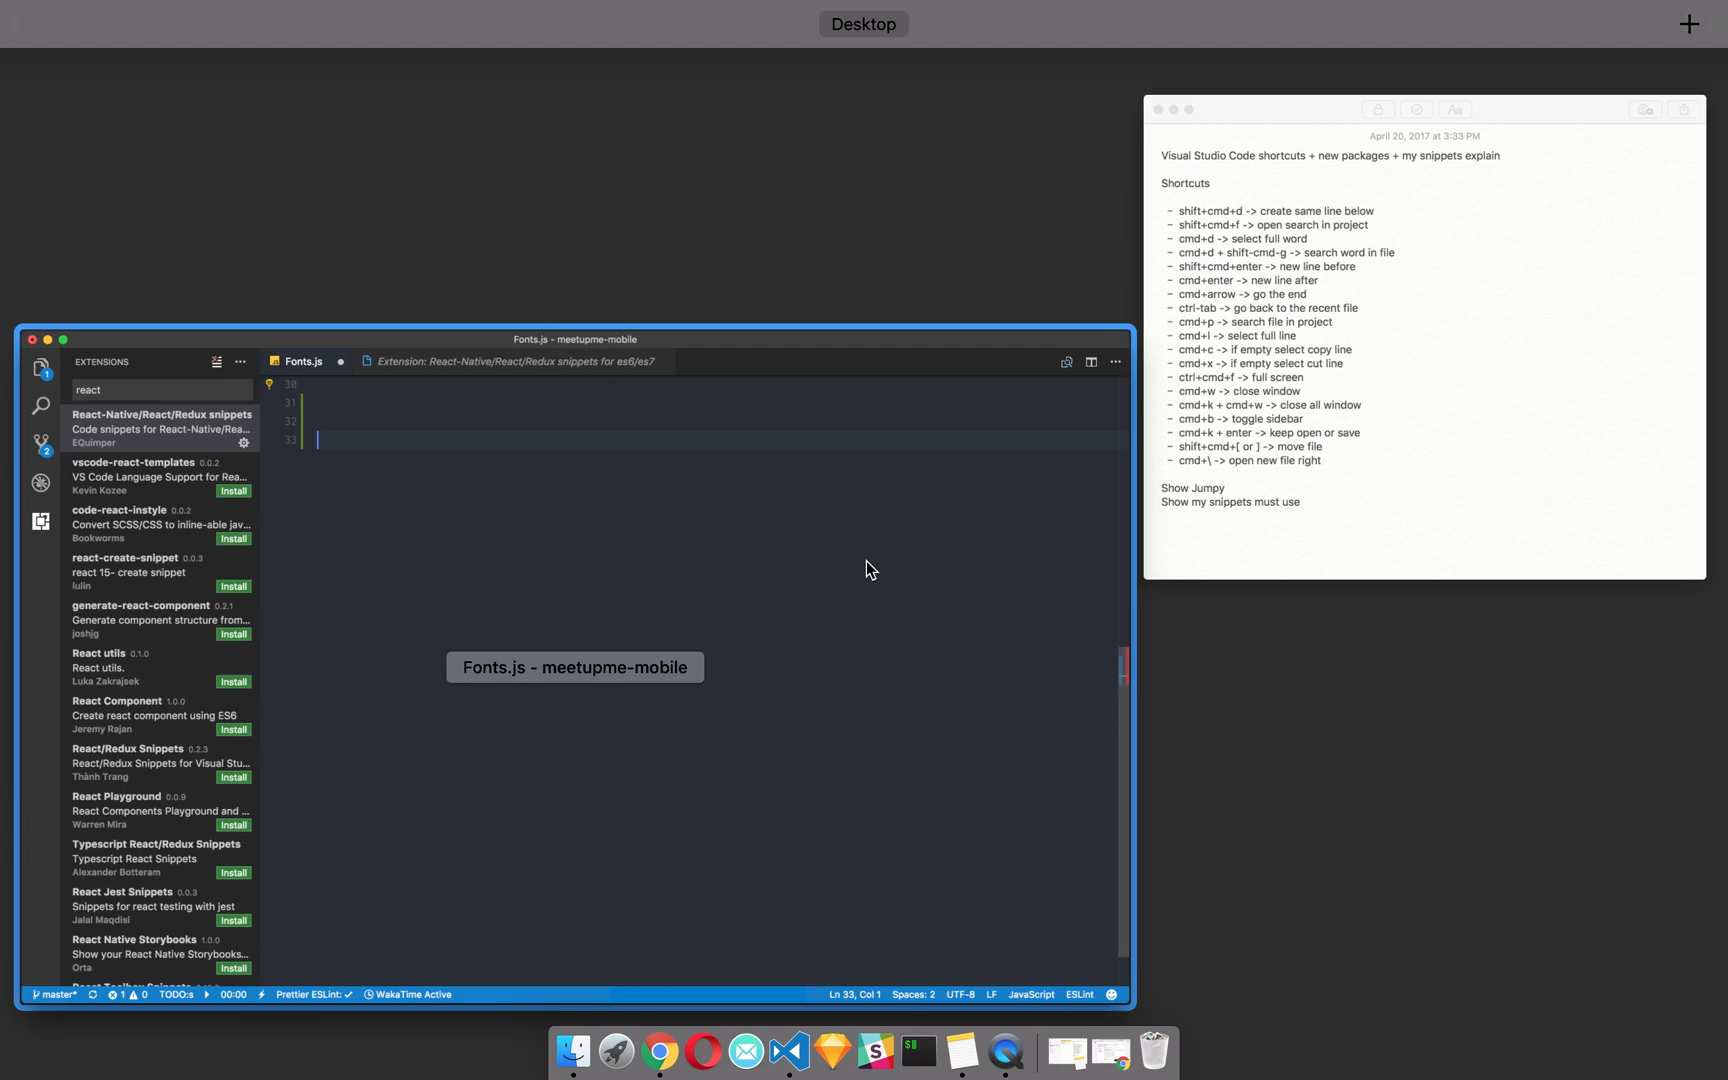 Desktop
April 20, 2017 at 3:33 PM
Visual Studio Code shortcuts + new packages + my snippets explain
Shortcuts
- shift+cmd+d -> create same line below
- shift+cmd+f -> open search in project
- cmd+d -> select full word
- cmd+d + shift-cmd-g -> search word in file
- shift+cmd+enter -> new line before
- cmd+enter -> new line after
- cmd+arrow -> go the end
- ctrl-tab -> go back to the recent file
- cmd+p -> search file in project
- cmd+l -> select full line
- cmd+c -> if empty select copy line
- cmd+x -> if empty select cut line
- ctrl+cmd+f -> full screen
- cmd+w -> close window
- cmd+k + cmd+w -> close all window
- cmd+b -> toggle sidebar
- cmd+k + enter -> keep open or save
- shift+cmd+[ or ] -> move file
- cmd+\ -> open new file right
Show Jumpy
Show my snippets must use
Aa
Fonts.js - meetupme-mobile
EXTENSIONS
Fonts.js
Extension: React-Native/React/Redux snippets for es6/es7
react
React-Native/React/Redux snippets
Code snippets for React-Native/Rea...
EQuimper
vscode-react-templates 0.0.2
VS Code Language Support for Rea...
Kevin Kozee Install
code-react-instyle 0.0.2
Convert SCSS/CSS to inline-able jav...
Bookworms Install
react-create-snippet 0.0.3
react 15- create snippet
lulin Install
generate-react-component 0.2.1
Generate component structure from...
joshjg Install
React utils 0.1.0
React utils.
Luka Zakrajsek Install
React Component 1.0.0
Create react component using ES6
Jeremy Rajan Install
React/Redux Snippets 0.2.3
React/Redux Snippets for Visual Stu...
Thành Trang Install
React Playground 0.0.9
React Components Playground and ...
Warren Mira Install
Typescript React/Redux Snippets
Typescript React Snippets
Alexander Botteram Install
React Jest Snippets 0.0.3
Snippets for react testing with jest
Jalal Maqdisi Install
React Native Storybooks 1.0.0
Show your React Native Storybooks...
Orta Install
30
31
32
33
1
2
Fonts.js - meetupme-mobile
master* 1 0 TODO:s 00:00 Prettier ESLint: ✓ WakaTime Active
Ln 33, Col 1 Spaces: 2 UTF-8 LF JavaScript ESLint
S
$